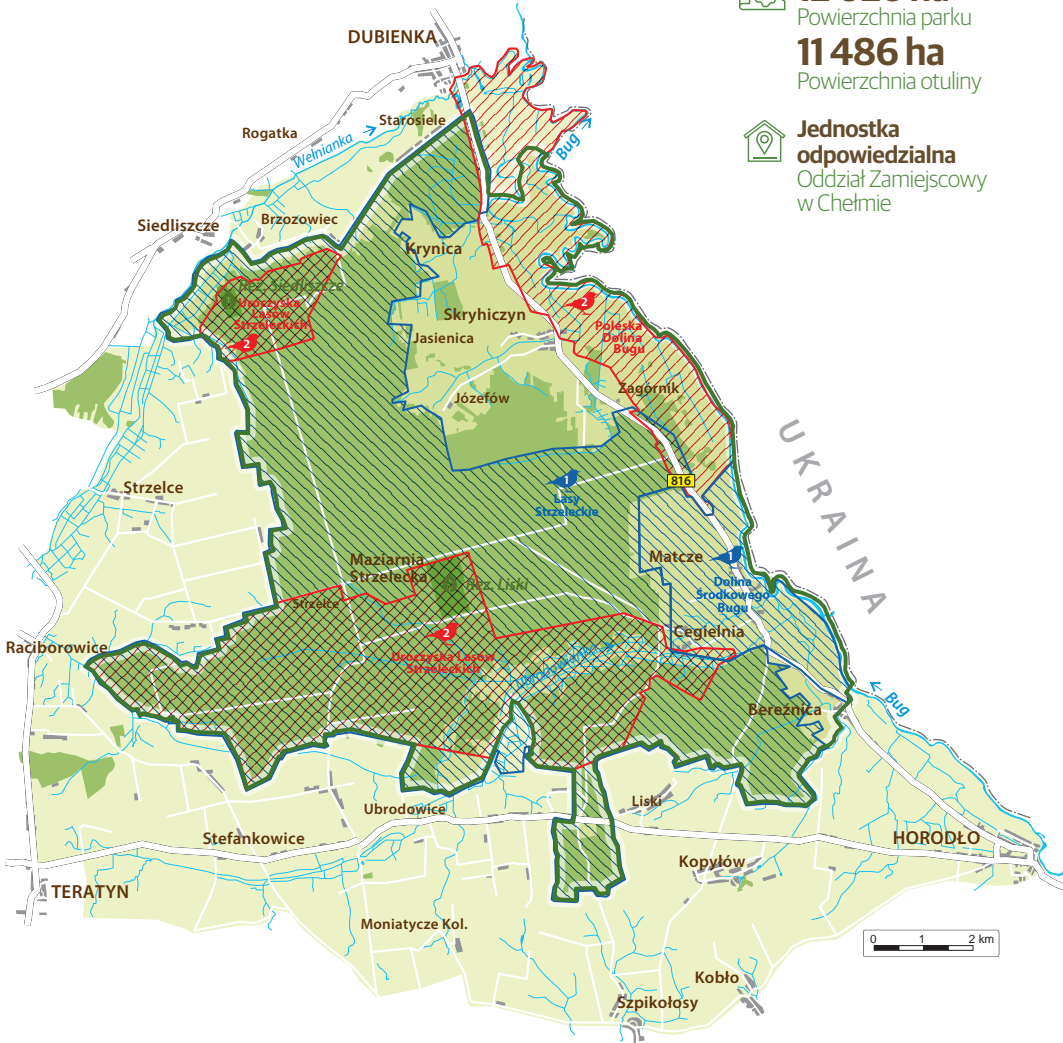 Powierzchnia parku
11 486 ha
Powierzchnia otuliny
Jednostka
odpowiedzialna
Oddział Zamiejscowy
w Chełmie
DUBIENKA
Starosiele
Rogatka
Wełnianka
Bug
Siedliszcze
Brzozowiec
Krynica
Rez. Siedliszcze
Uroczyska
Lasów
Strzeleckich
2
Skryhiczyn
2
Poleska
Dolina
Bugu
Jasienica
Zagórnik
Józefów
UKRAINA
816
1
Lasy
Strzeleckie
Strzelce
Maziarnia
Strzelecka
Rez. Liski
Matcze
1
Dolina
Środkowego
Bugu
Strzelce
2
Uroczyska Lasów
Strzeleckich
Cegielnia
Raciborowice
Bereźnica
Bug
Ubrodowice
Liski
Stefankowice
HORODŁO
Kopyłów
TERATYN
Moniatycze Kol.
0 1 2 km
Kobło
Szpikołosy